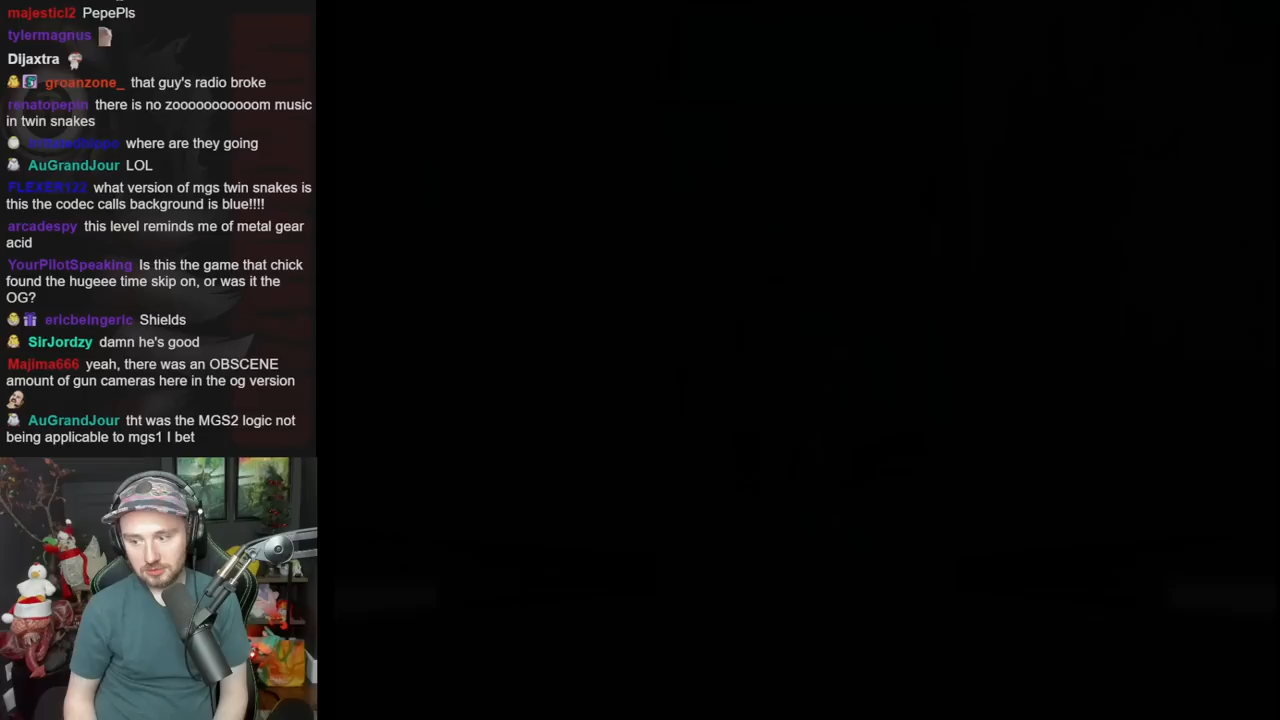 majesticl2 PepePls
tylermagnus
Dijaxtra
groanzone_ that guy's radio broke
renatopepin there is no zooooooooooom music
in twin snakes
where are they going
AuGrandJour LOL
FLEXER122 what version of mgs twin snakes is
this the codec calls background is blue!!!!
arcadespy this level reminds me of metal gear
acid
YourPilotSpeaking Is this the game that chick
found the hugeee time skip on, or was it the
OG?
ericbeingeric Shields
SirJordzy damn he's good
Majima666 yeah, there was an OBSCENE
amount of gun cameras here in the og version
AuGrandJour tht was the MGS2 logic not
being applicable to mgs1 I bet